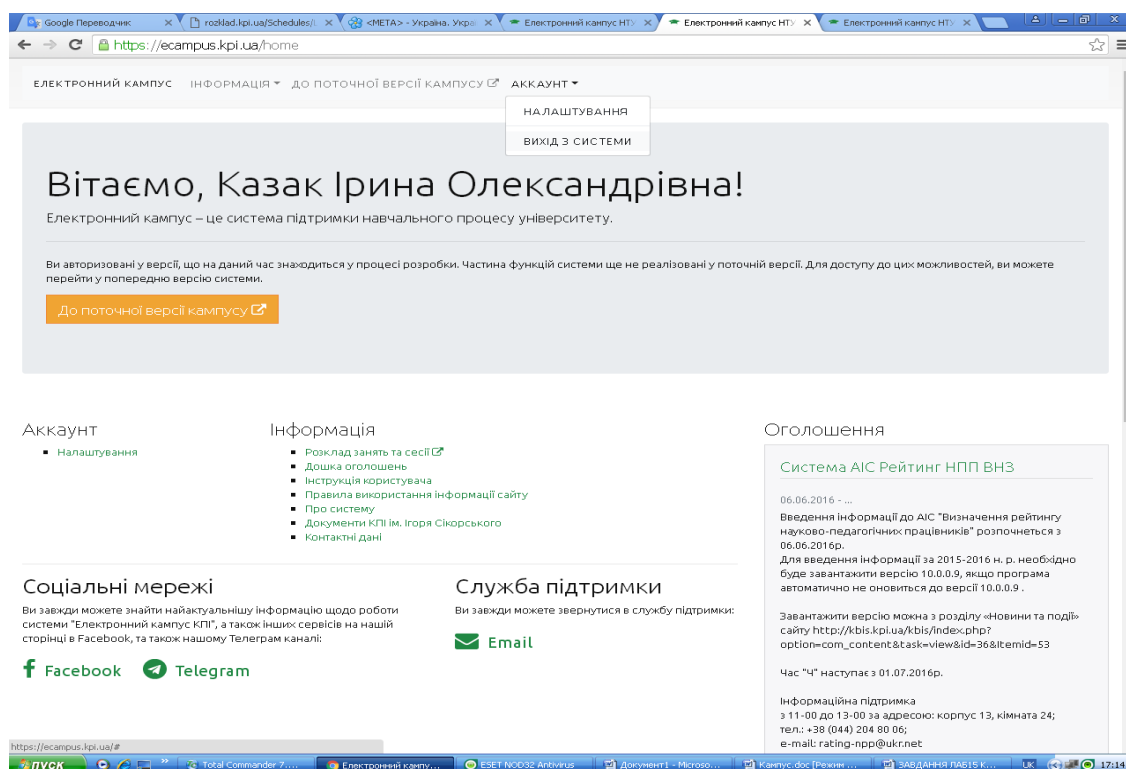 Google Переводчик
rozklad.kpi.ua/Schedules/
<META> - Україна. Украї
Електронний кампус НТУ
Електронний кампус НТУ
Електронний кампус НТУ
https://ecampus.kpi.ua/home
ЕЛЕКТРОННИЙ КАМПУС ІНФОРМАЦІЯ ДО ПОТОЧНОЇ ВЕРСІЇ КАМПУСУ АККАУНТ
НАЛАШТУВАННЯ
ВИХІД З СИСТЕМИ
Вітаємо, Казак Ірина Олександрівна!
Електронний кампус – це система підтримки навчального процесу університету.
Ви авторизовані у версії, що на даний час знаходиться у процесі розробки. Частина функцій системи ще не реалізовані у поточній версії. Для доступу до цих можливостей, ви можете
перейти у попередню версію системи.
До поточної версії кампусу
Аккаунт
Налаштування
Інформація
Розклад занять та сесії
Дошка оголошень
Інструкція користувача
Правила використання інформації сайту
Про систему
Документи КПІ ім. Ігоря Сікорського
Контактні дані
Соціальні мережі
Ви завжди можете знайти найактуальнішу інформацію щодо роботи
системи "Електронний кампус КПІ", а також інших сервісів на нашій
сторінці в Facebook, та також нашому Телеграм каналі:
Facebook Telegram
Служба підтримки
Ви завжди можете звернутися в службу підтримки:
Email
Оголошення
Система АІС Рейтинг НПП ВНЗ
06.06.2016 - ...
Введення інформації до АІС "Визначення рейтингу
науково-педагогічних працівників" розпочнеться з
06.06.2016р.
Для введення інформації за 2015-2016 н. р. необхідно
буде завантажити версію 10.0.0.9, якщо програма
автоматично не оновиться до версії 10.0.0.9 .
Завантажити версію можна з розділу «Новини та події»
сайту http://kbis.kpi.ua/kbis/index.php?
option=com_content&task=view&id=36&Itemid=53
Час "Ч" наступає з 01.07.2016р.
Інформаційна підтримка
з 11-00 до 13-00 за адресою: корпус 13, кімната 24;
тел.: +38 (044) 204 80 06;
e-mail: rating-npp@ukr.net
https://ecampus.kpi.ua/#
пуск
Total Commander 7....
Електронний кампу...
ESET NOD32 Antivirus
Документ1 - Microso...
Кампус.doc [Режим ...
ЗАВДАННЯ ЛАБ15 К...
UK
17:14